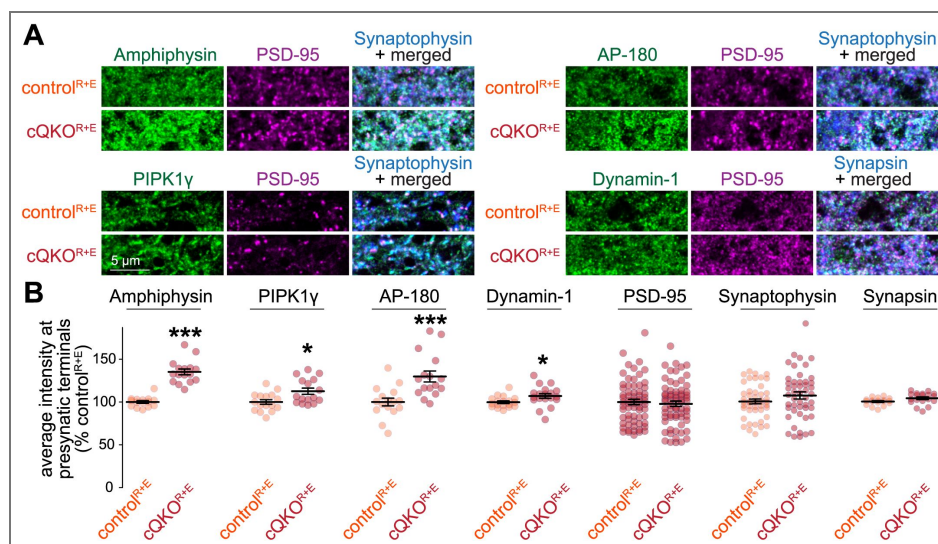 A
Amphiphysin PSD-95 Synaptophysin + merged
control^R+E
cQKO^R+E
AP-180 PSD-95 Synaptophysin + merged
control^R+E
cQKO^R+E
PIPK1γ PSD-95 Synaptophysin + merged
control^R+E
cQKO^R+E
5 µm
Dynamin-1 PSD-95 Synapsin + merged
control^R+E
cQKO^R+E
B
Amphiphysin PIPK1γ AP-180 Dynamin-1 PSD-95 Synaptophysin Synapsin
*** * *** *
average intensity at
presynatic terminals
(% control^R+E)
150
100
50
0
control^R+E cQKO^R+E control^R+E cQKO^R+E control^R+E cQKO^R+E control^R+E cQKO^R+E control^R+E cQKO^R+E control^R+E cQKO^R+E control^R+E cQKO^R+E